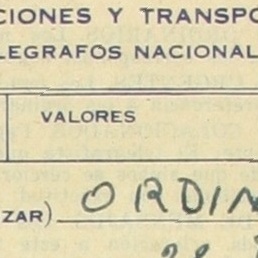 CIONES Y TRANSPO
LEGRAFOS NACIONAL
VALORES
ZAR) ORDIN